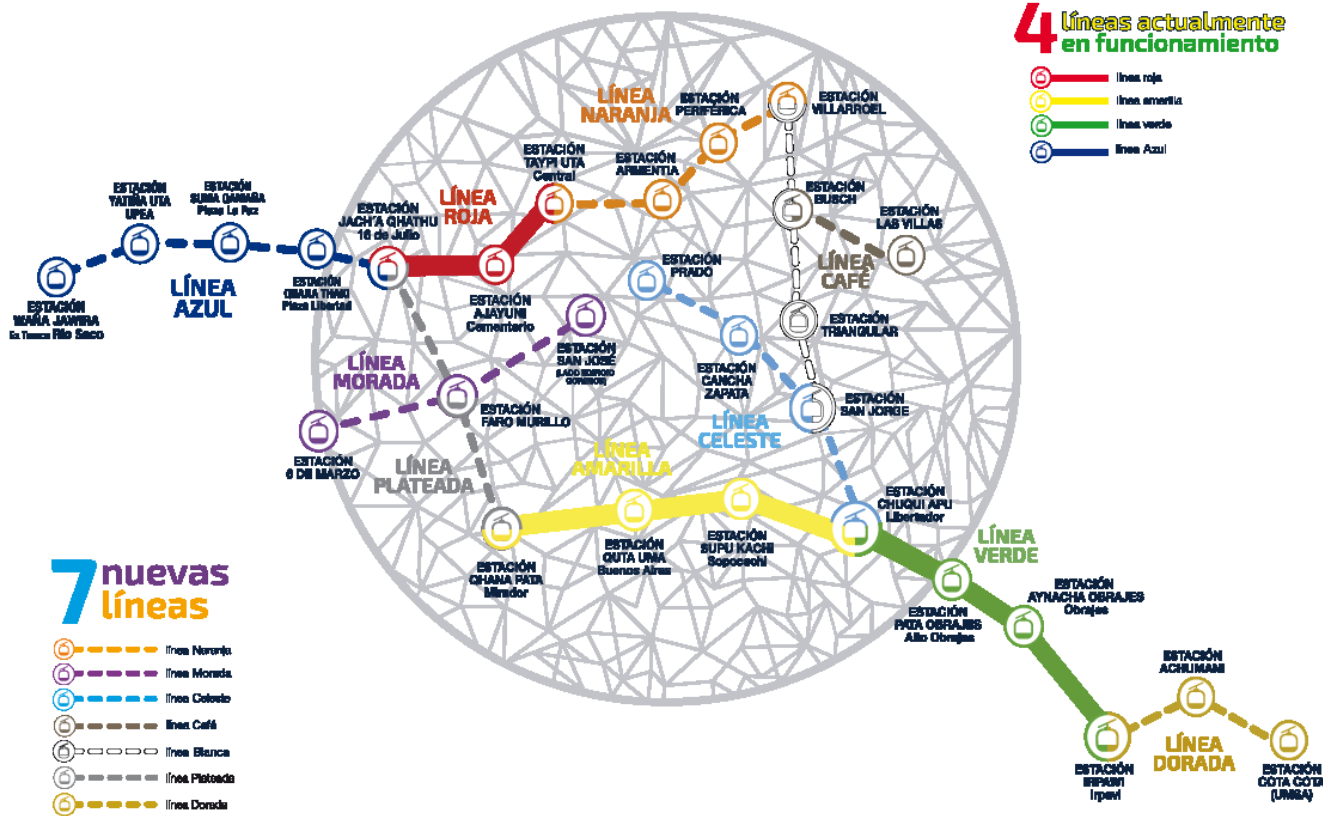 4 líneas actualmente
en funcionamiento
línea roja
línea amarilla
línea verde
línea Azul
LÍNEA
NARANJA
ESTACIÓN
PERIFERICA
ESTACIÓN
VILLARROEL
ESTACIÓN
TAYPI UTA
Central
ESTACIÓN
ARMENTIA
ESTACIÓN
BUSCH
ESTACIÓN
LAS VILLAS
LÍNEA
CAFÉ
LÍNEA
ROJA
ESTACIÓN
JACH'A QHATHU
16 de Julio
ESTACIÓN
UPEA
ESTACIÓN
Plaza La Paz
LÍNEA
AZUL
ESTACIÓN
Plaza Libertad
ESTACIÓN
WAÑA JAWIRA
Río Seco
ESTACIÓN
AJAYUNI
Cementerio
ESTACIÓN
PRADO
ESTACIÓN
TRIANGULAR
LÍNEA
MORADA
ESTACIÓN
SAN JOSÉ
ESTACIÓN
CANCHA
ZAPATA
ESTACIÓN
FARO MURILLO
ESTACIÓN
SAN JORGE
LÍNEA
CELESTE
ESTACIÓN
6 DE MARZO
LÍNEA
PLATEADA
LÍNEA
AMARILLA
ESTACIÓN
CHUQUI APU
Libertador
ESTACIÓN
QHANA PATA
Mirador
ESTACIÓN
QUTA UMA
Buenos Aires
ESTACIÓN
SUPU KACHI
Sopocachi
LÍNEA
VERDE
ESTACIÓN
PATA OBRAJES
Alto Obrajes
ESTACIÓN
AYNACHA OBRAJES
Obrajes
ESTACIÓN
ACHUMANI
LÍNEA
DORADA
ESTACIÓN
IRPAWI
Irpavi
ESTACIÓN
COTA COTA
(UMSA)
7 nuevas
líneas
línea Naranja
línea Morada
línea Celeste
línea Café
línea Blanca
línea Plateada
línea Dorada